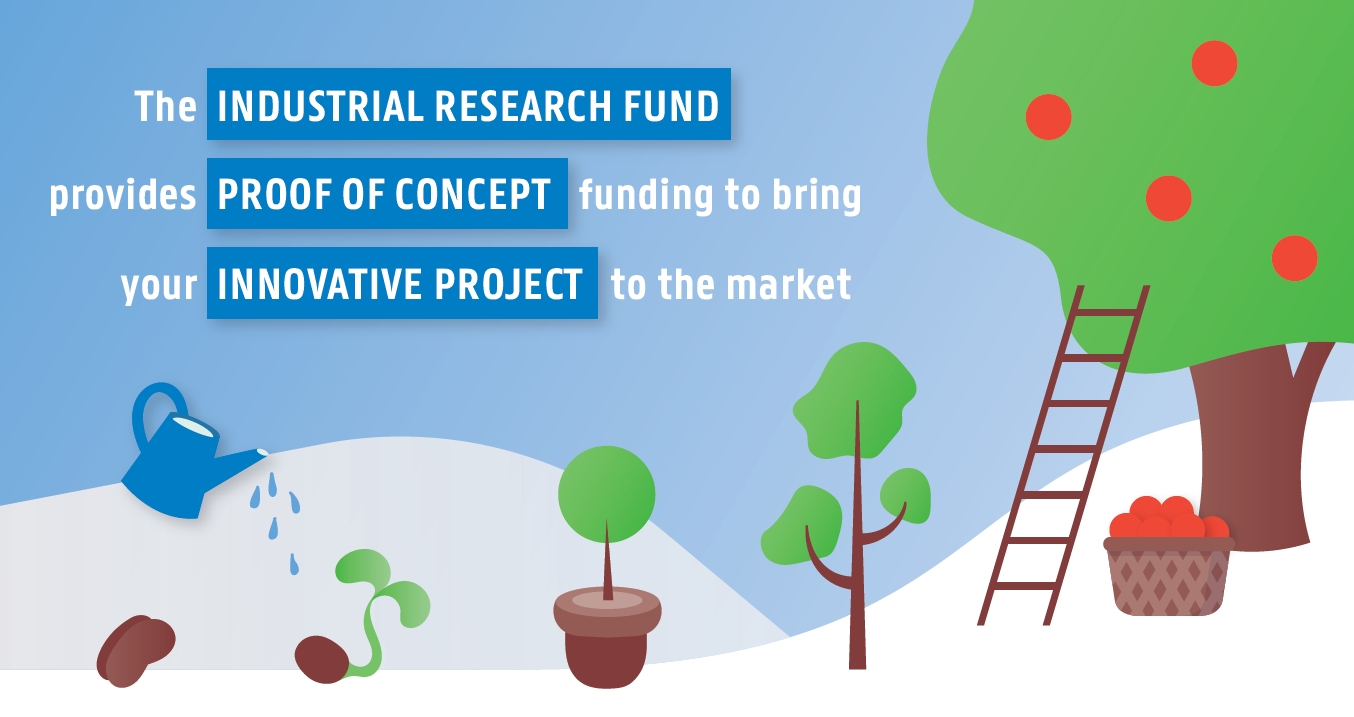 The INDUSTRIAL RESEARCH FUND
provides PROOF OF CONCEPT funding to bring
your INNOVATIVE PROJECT to the market